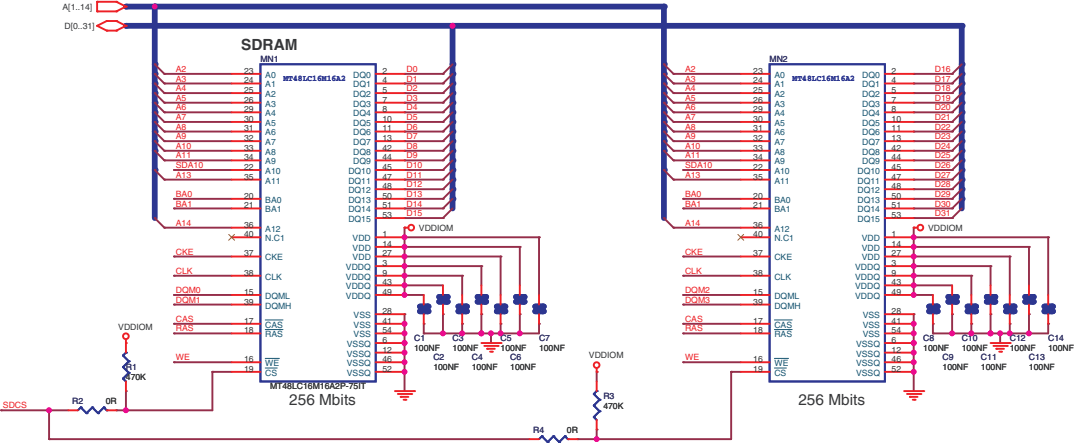 A[1..14]
D[0..31]
SDRAM
MN1
MT48LC16M16A2
A2 23 A0 DQ0 2 D0
A3 24 A1 DQ1 4 D1
A4 25 A2 DQ2 5 D2
A5 26 A3 DQ3 7 D3
A6 29 A4 DQ4 8 D4
A7 30 A5 DQ5 10 D5
A8 31 A6 DQ6 11 D6
A9 32 A7 DQ7 13 D7
A10 33 A8 DQ8 42 D8
A11 34 A9 DQ9 44 D9
SDA10 22 A10 DQ10 45 D10
A13 35 A11 DQ11 47 D11
DQ12 48 D12
BA0 20 BA0 DQ13 50 D13
BA1 21 BA1 DQ14 51 D14
DQ15 53 D15
A14 36 A12
40 N.C1
VDDIOM
VDD 1
VDD 14
CKE 37 CKE VDD 27
VDDQ 3
CLK 38 CLK VDDQ 9
VDDQ 43
DQM0 15 DQML VDDQ 49
DQM1 39 DQMH
VSS 28
CAS 17 CAS VSS 41
RAS 18 RAS VSS 54
VSSQ 6
VSSQ 12
WE 16 WE VSSQ 46
19 CS VSSQ 52
MT48LC16M16A2P-75IT
256 Mbits
C1 C3 C5 C7
100NF 100NF 100NF 100NF
C2 C4 C6
100NF 100NF 100NF
VDDIOM
R1
470K
SDCS
R2 0R
MN2
MT48LC16M16A2
A2 23 A0 DQ0 2 D16
A3 24 A1 DQ1 4 D17
A4 25 A2 DQ2 5 D18
A5 26 A3 DQ3 7 D19
A6 29 A4 DQ4 8 D20
A7 30 A5 DQ5 10 D21
A8 31 A6 DQ6 11 D22
A9 32 A7 DQ7 13 D23
A10 33 A8 DQ8 42 D24
A11 34 A9 DQ9 44 D25
SDA10 22 A10 DQ10 45 D26
A13 35 A11 DQ11 47 D27
DQ12 48 D28
BA0 20 BA0 DQ13 50 D29
BA1 21 BA1 DQ14 51 D30
DQ15 53 D31
A14 36 A12
40 N.C1
VDDIOM
VDD 1
VDD 14
CKE 37 CKE VDD 27
VDDQ 3
CLK 38 CLK VDDQ 9
VDDQ 43
DQM2 15 DQML VDDQ 49
DQM3 39 DQMH
VSS 28
CAS 17 CAS VSS 41
RAS 18 RAS VSS 54
VSSQ 6
VSSQ 12
WE 16 WE VSSQ 46
19 CS VSSQ 52
256 Mbits
C8 C10 C12 C14
100NF 100NF 100NF 100NF
C9 C11 C13
100NF 100NF 100NF
VDDIOM
R3
470K
R4 0R